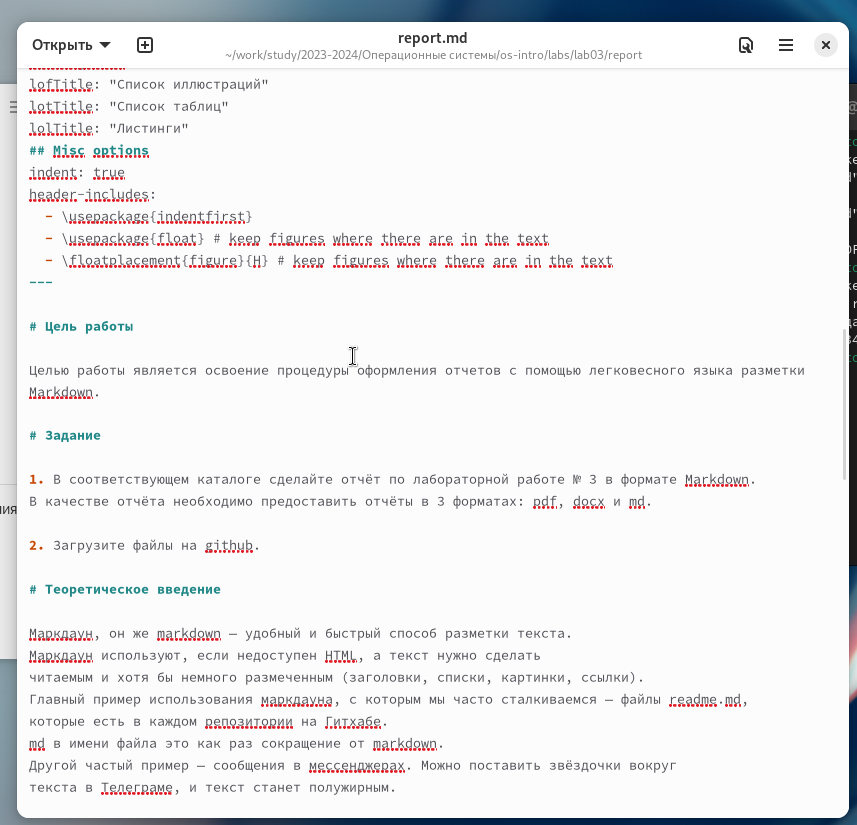 Открыть
report.md
~/work/study/2023-2024/Операционные системы/os-intro/labs/lab03/report
lofTitle: "Список иллюстраций"
lotTitle: "Список таблиц"
lolTitle: "Листинги"
## Misc options
indent: true
header-includes:
  - \usepackage{indentfirst}
  - \usepackage{float} # keep figures where there are in the text
  - \floatplacement{figure}{H} # keep figures where there are in the text
---
# Цель работы
Целью работы является освоение процедуры оформления отчетов с помощью легковесного языка разметки
Markdown.
# Задание
1. В соответствующем каталоге сделайте отчёт по лабораторной работе № 3 в формате Markdown.
В качестве отчёта необходимо предоставить отчёты в 3 форматах: pdf, docx и md.
2. Загрузите файлы на github.
# Теоретическое введение
Маркдаун, он же markdown — удобный и быстрый способ разметки текста.
Маркдаун используют, если недоступен HTML, а текст нужно сделать
читаемым и хотя бы немного размеченным (заголовки, списки, картинки, ссылки).
Главный пример использования маркдауна, с которым мы часто сталкиваемся — файлы readme.md,
которые есть в каждом репозитории на Гитхабе.
md в имени файла это как раз сокращение от markdown.
Другой частый пример — сообщения в мессенджерах. Можно поставить звёздочки вокруг
текста в Телеграме, и текст станет полужирным.